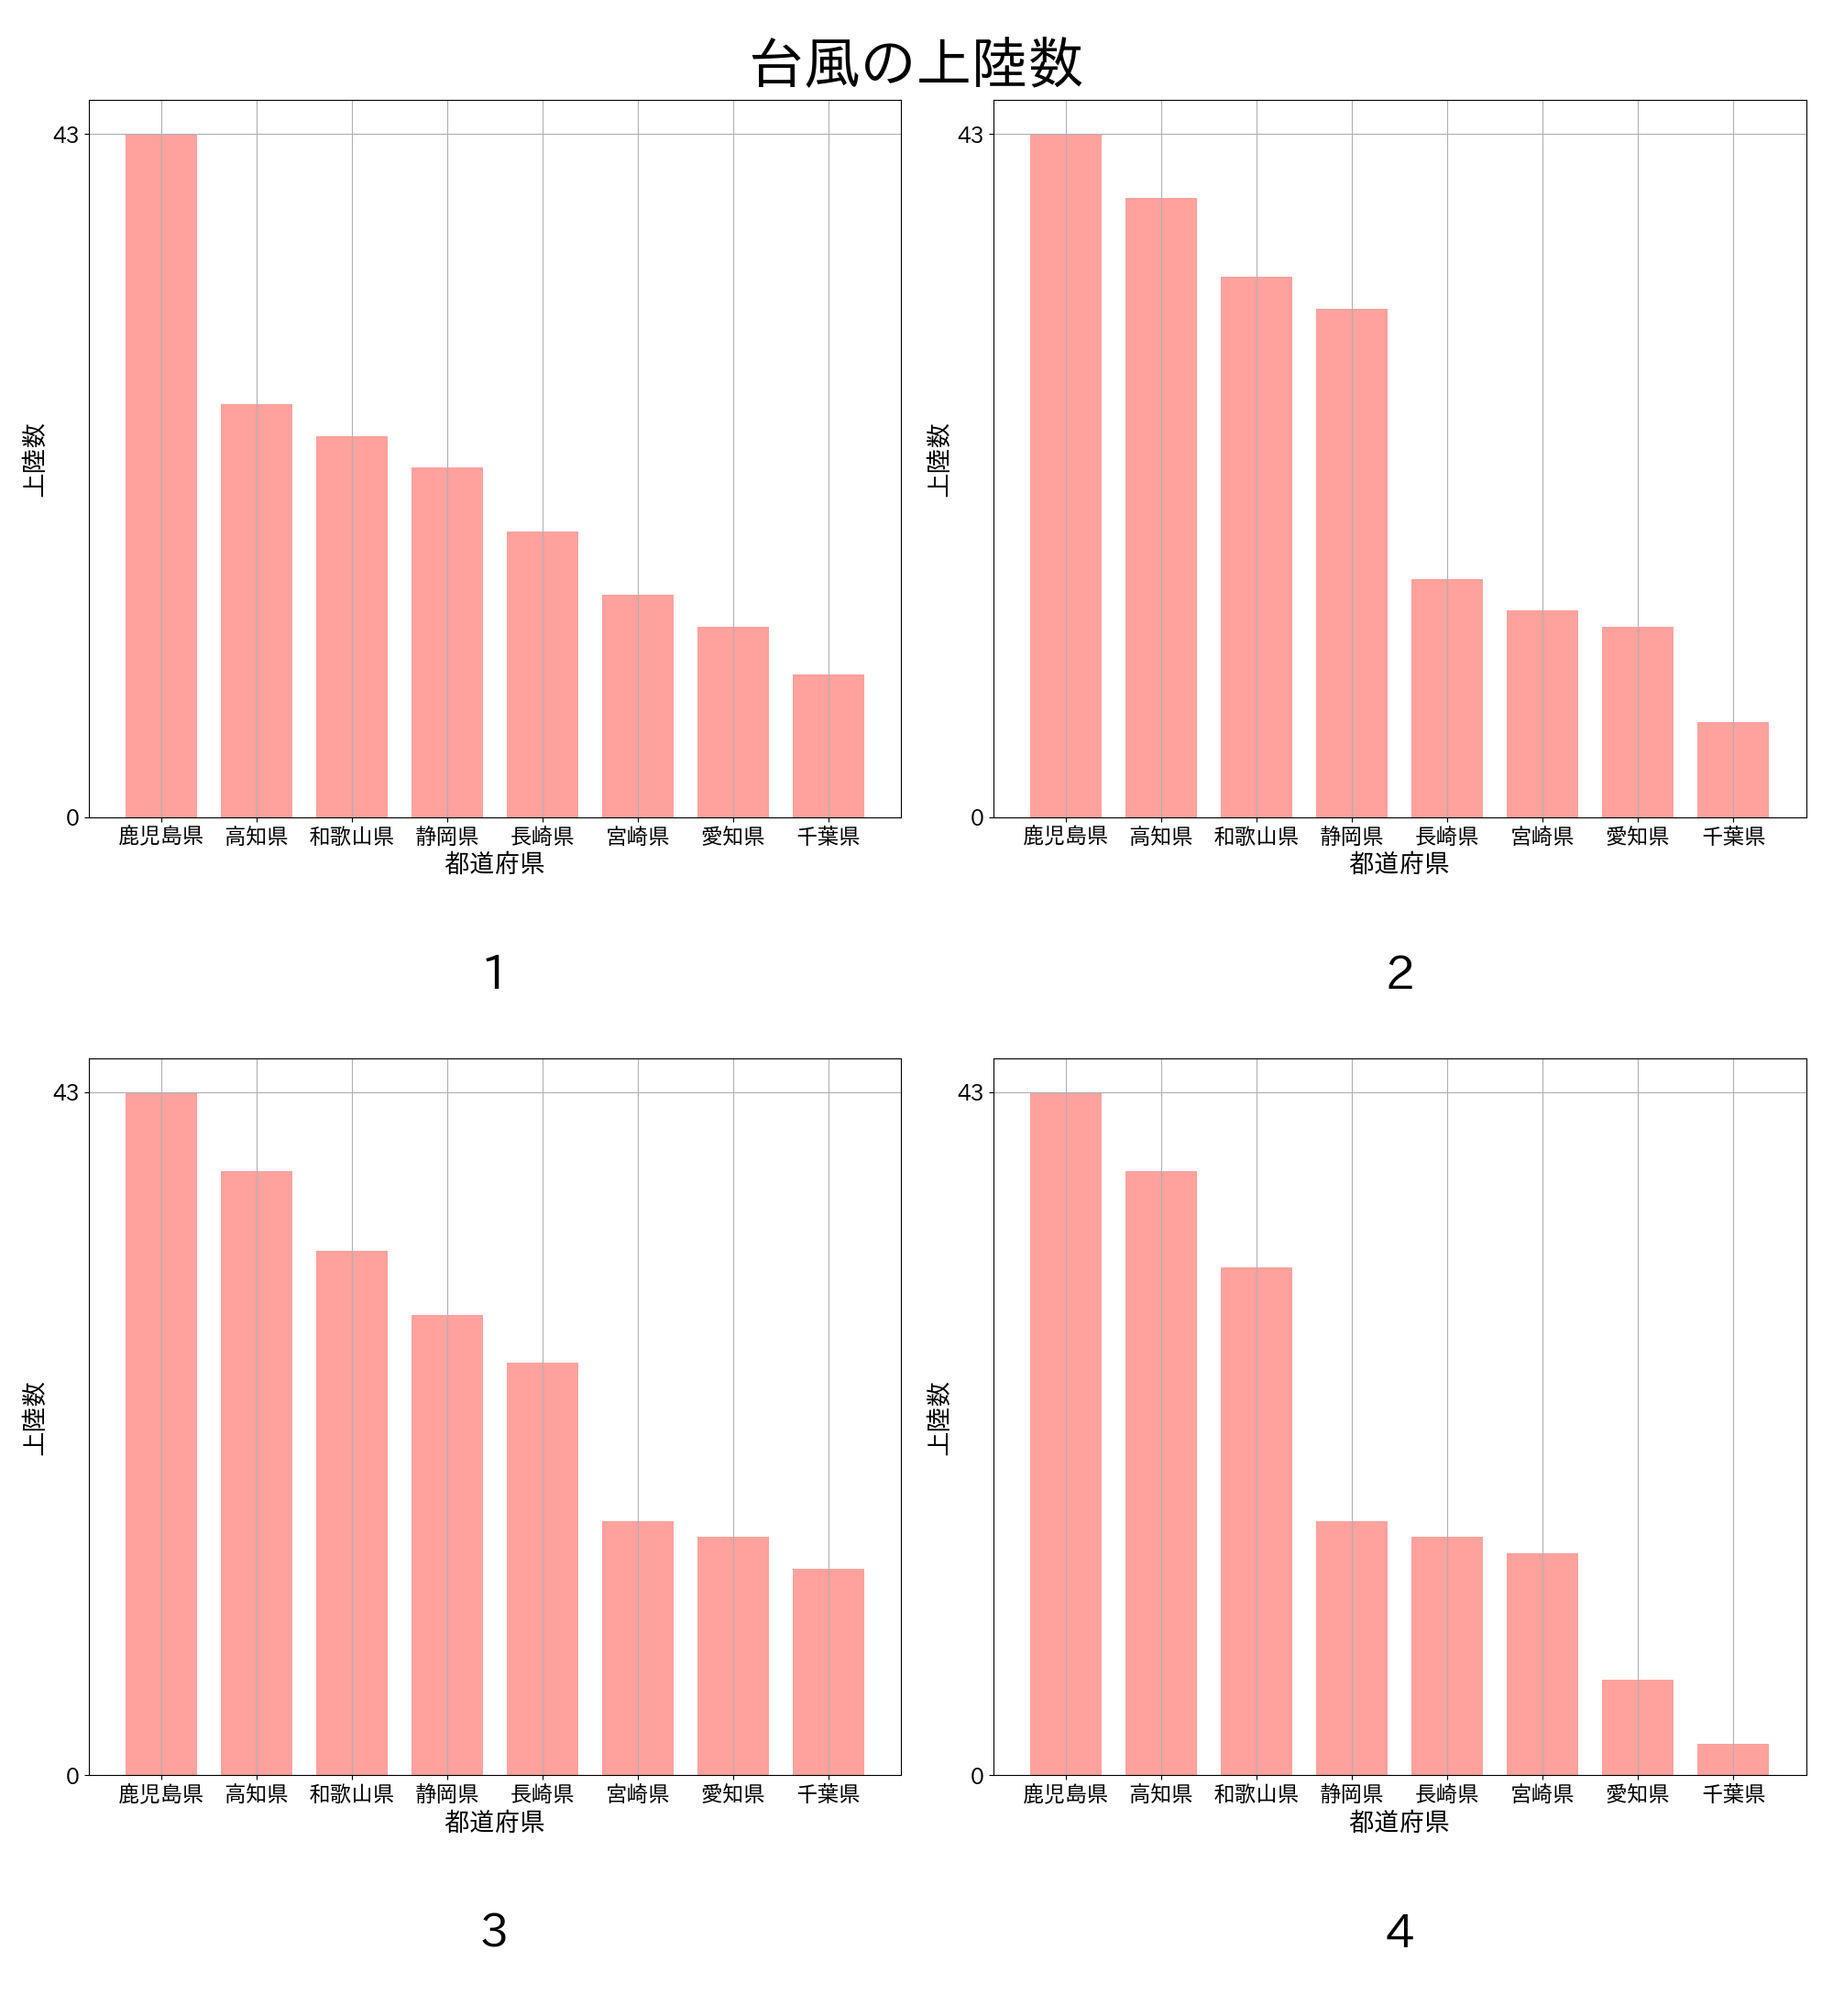 台風の上陸数
43
0
上陸数
鹿児島県 高知県 和歌山県 静岡県 長崎県 宮崎県 愛知県 千葉県
都道府県
1
43
0
上陸数
鹿児島県 高知県 和歌山県 静岡県 長崎県 宮崎県 愛知県 千葉県
都道府県
2
43
0
上陸数
鹿児島県 高知県 和歌山県 静岡県 長崎県 宮崎県 愛知県 千葉県
都道府県
3
43
0
上陸数
鹿児島県 高知県 和歌山県 静岡県 長崎県 宮崎県 愛知県 千葉県
都道府県
4